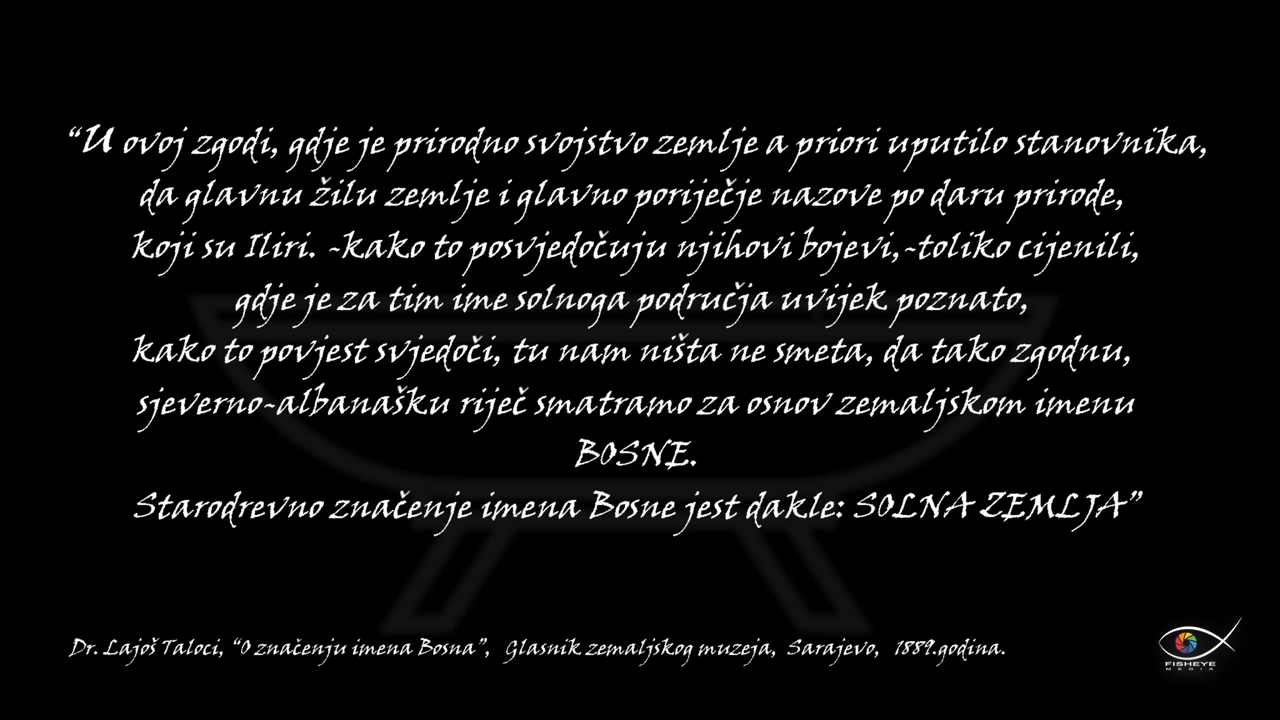 “U ovoj zgodi, gdje je prirodno svojstvo zemlje a priori uputilo stanovnika,
da glavnu žilu zemlje i glavno poriječje nazove po daru prirode,
koji su Iliri. -kako to posvjedočuju njihovi bojevi,-toliko cijenili,
gdje je za tim ime solnoga područja uvijek poznato,
kako to povjest svjedoči, tu nam ništa ne smeta, da tako zgodnu,
sjeverno-albanašku riječ smatramo za osnov zemaljskom imenu
BOSNE.
Starodrevno značenje imena Bosne jest dakle: SOLNA ZEMLJA”
Dr. Lajoš Taloci, “O značenju imena Bosna”, Glasnik zemaljskog muzeja, Sarajevo, 1889.godina.
FISHEYE
MEDIA